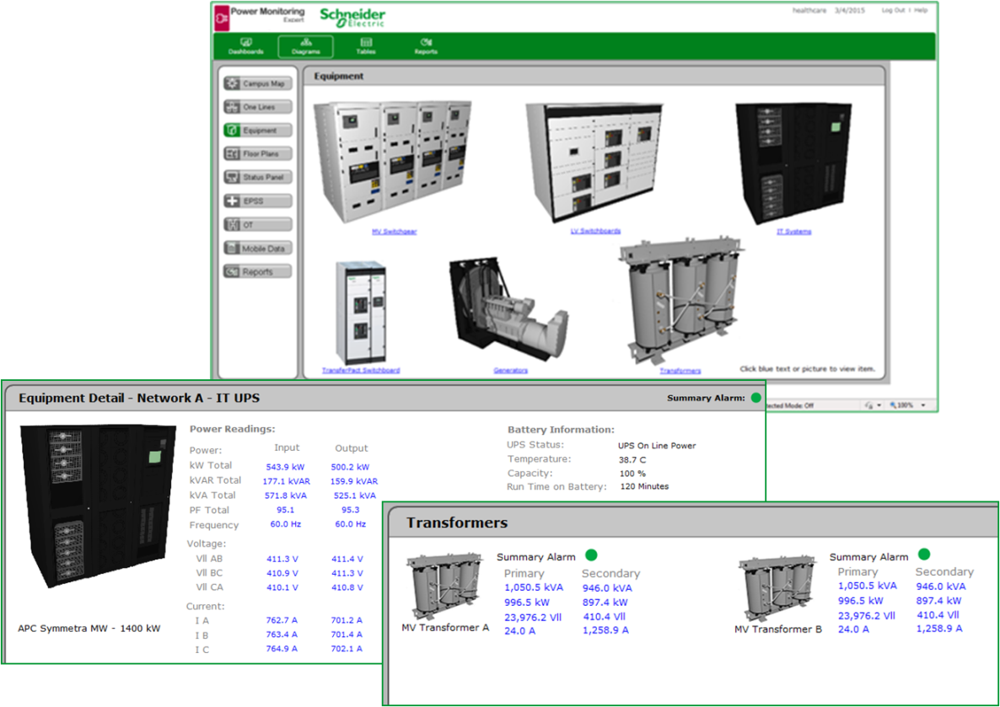 Power Monitoring
Expert
Schneider
Electric
healthcare 3/4/2015 Log Out | Help
Dashboards Diagrams Tables Reports
Campus Map
One Lines
Equipment
Floor Plans
Status Panel
EPSS
OT
Mobile Data
Reports
Equipment
MV Switchgear LV Switchboards IT Systems
TransferPact Switchboard Generators Transformers
Click blue text or picture to view item.
Mode: Off 100%
Equipment Detail - Network A - IT UPS
Summary Alarm:
APC Symmetra MW - 1400 kW
Power Readings:
Power: Input Output
kW Total 543.9 kW 500.2 kW
kVAR Total 177.1 kVAR 159.9 kVAR
kVA Total 571.8 kVA 525.1 kVA
PF Total 95.1 95.3
Frequency 60.0 Hz 60.0 Hz
Voltage:
Vll AB 411.3 V 411.4 V
Vll BC 410.9 V 411.3 V
Vll CA 410.1 V 410.8 V
Current:
I A 762.7 A 701.2 A
I B 763.4 A 701.4 A
I C 764.9 A 702.1 A
Battery Information:
UPS Status: UPS On Line Power
Temperature: 38.7 C
Capacity: 100 %
Run Time on Battery: 120 Minutes
Transformers
MV Transformer A
Summary Alarm
Primary Secondary
1,050.5 kVA 946.0 kVA
996.5 kW 897.4 kW
23,976.2 Vll 410.4 Vll
24.0 A 1,258.9 A
MV Transformer B
Summary Alarm
Primary Secondary
1,050.5 kVA 946.0 kVA
996.5 kW 897.4 kW
23,976.2 Vll 410.4 Vll
24.0 A 1,258.9 A